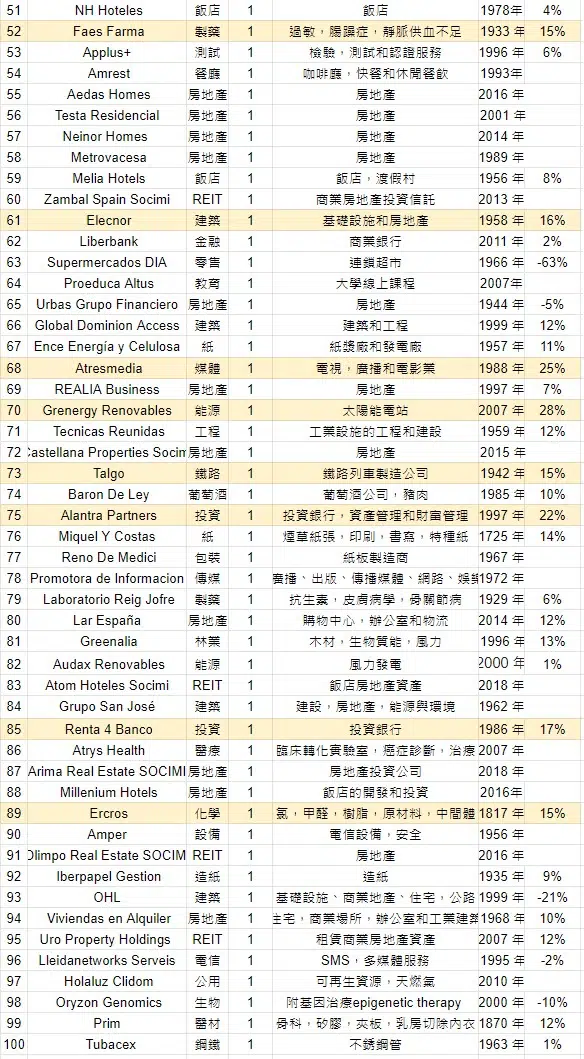 51 NH Hoteles 飯店 1 飯店 1978年 4%
52 Faes Farma 製藥 1 過敏，腸躁症，靜脈供血不足 1933 年 15%
53 Applus+ 測試 1 檢驗，測試和認證服務 1996 年 6%
54 Amrest 餐廳 1 咖啡廳，快餐和休閒餐飲 1993年
55 Aedas Homes 房地產 1 房地產 2016 年
56 Testa Residencial 房地產 1 房地產 2001 年
57 Neinor Homes 房地產 1 房地產 2014 年
58 Metrovacesa 房地產 1 房地產 1989 年
59 Melia Hotels 飯店 1 飯店，渡假村 1956 年 8%
60 Zambal Spain Socimi REIT 1 商業房地產投資信託 2013 年
61 Elecnor 建築 1 基礎設施和房地產 1958 年 16%
62 Liberbank 金融 1 商業銀行 2011 年 2%
63 Supermercados DIA 零售 1 連鎖超市 1966 年 -63%
64 Proeduca Altus 教育 1 大學線上課程 2007年
65 Urbas Grupo Financiero 房地產 1 房地產 1944 年 -5%
66 Global Dominion Access 建築 1 建築和工程 1999 年 12%
67 Ence Energía y Celulosa 紙 1 紙漿廠和發電廠 1957 年 11%
68 Atresmedia 媒體 1 電視，廣播和電影業 1988 年 25%
69 REALIA Business 房地產 1 房地產 1997 年 7%
70 Grenergy Renovables 能源 1 太陽能電站 2007 年 28%
71 Tecnicas Reunidas 工程 1 工業設施的工程和建設 1959 年 12%
72 Castellana Properties Socim 房地產 1 房地產 2015 年
73 Talgo 鐵路 1 鐵路列車製造公司 1942 年 15%
74 Baron De Ley 葡萄酒 1 葡萄酒公司，豬肉 1985 年 10%
75 Alantra Partners 投資 1 投資銀行，資產管理和財富管理 1997 年 22%
76 Miquel Y Costas 紙 1 煙草紙張，印刷，書寫，特種紙 1725 年 14%
77 Reno De Medici 包裝 1 紙板製造商 1967 年
78 Promotora de Informacion 傳媒 1 廣播、出版、傳播媒體、網路、娛 1972 年
79 Laboratorio Reig Jofre 製藥 1 抗生素，皮膚病學，骨關節病 1929 年 6%
80 Lar España 房地產 1 購物中心，辦公室和物流 2014 年 12%
81 Greenalia 林業 1 木材，生物質能，風力 1996 年 13%
82 Audax Renovables 能源 1 風力發電 2000 年 1%
83 Atom Hoteles Socimi REIT 1 飯店房地產資產 2018 年
84 Grupo San José 建築 1 建設，房地產，能源與環境 1962 年
85 Renta 4 Banco 投資 1 投資銀行 1986 年 17%
86 Atrys Health 醫療 1 臨床轉化實驗室，癌症診斷，治療 2007 年
87 Arima Real Estate SOCIMI 房地產 1 房地產投資公司 2018 年
88 Millenium Hotels 房地產 1 飯店的開發和投資 2016年
89 Ercros 化學 1 氯，甲醛，樹脂，原材料，中間體 1817 年 15%
90 Amper 設備 1 電信設備，安全 1956 年
91 Olimpo Real Estate SOCIM REIT 1 房地產 2016 年
92 Iberpapel Gestion 造紙 1 造紙 1935 年 9%
93 OHL 建築 1 基礎設施、商業地產、住宅，公路 1999 年 -21%
94 Viviendas en Alquiler 房地產 1 住宅，商業場所，辦公室和工業建築 1968 年 10%
95 Uro Property Holdings REIT 1 租賃商業房地產資產 2007 年 12%
96 Lleidanetworks Serveis 電信 1 SMS，多媒體服務 1995 年 -2%
97 Holaluz Clidom 公用 1 可再生資源，天燃氣 2010 年
98 Oryzon Genomics 生物 1 附基因治療epigenetic therapy 2000 年 -10%
99 Prim 醫材 1 骨科，矽膠，夾板，乳房切除內衣 1870 年 12%
100 Tubacex 鋼鐵 1 不銹鋼管 1963 年 1%